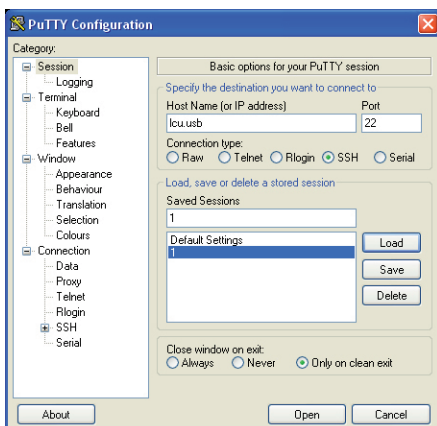 PuTTY Configuration
Category:
Session
Logging
Terminal
Keyboard
Bell
Features
Window
Appearance
Behaviour
Translation
Selection
Colours
Connection
Data
Proxy
Telnet
Rlogin
SSH
Serial
Basic options for your PuTTY session
Specify the destination you want to connect to
Host Name (or IP address) Port
lcu.usb 22
Connection type:
Raw Telnet Rlogin SSH Serial
Load, save or delete a stored session
Saved Sessions
1
Default Settings
1
Load
Save
Delete
Close window on exit:
Always Never Only on clean exit
About Open Cancel